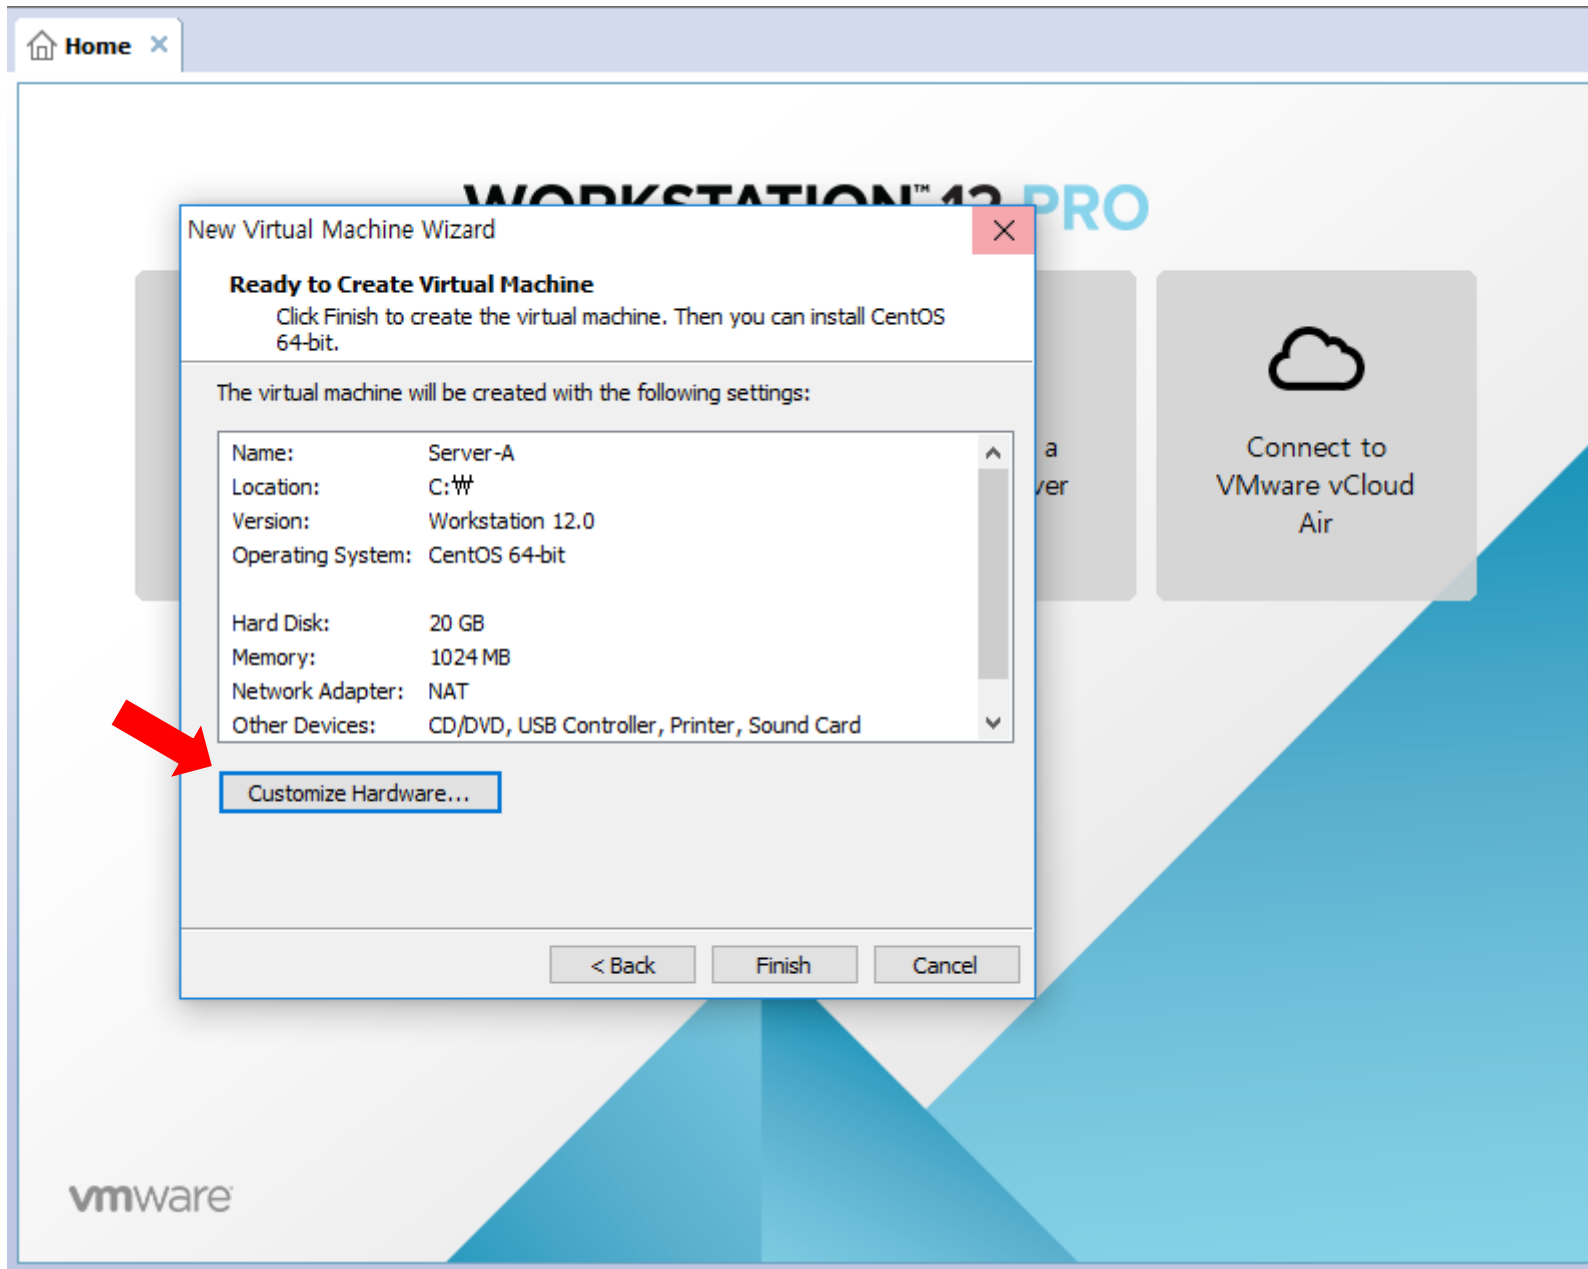 Home
WORKSTATION™ 12 PRO
New Virtual Machine Wizard
Ready to Create Virtual Machine
Click Finish to create the virtual machine. Then you can install CentOS
64-bit.
The virtual machine will be created with the following settings:
Name: Server-A
Location: C:₩
Version: Workstation 12.0
Operating System: CentOS 64-bit
Hard Disk: 20 GB
Memory: 1024 MB
Network Adapter: NAT
Other Devices: CD/DVD, USB Controller, Printer, Sound Card
Customize Hardware...
< Back Finish Cancel
a
ver
Connect to
VMware vCloud
Air
vmware